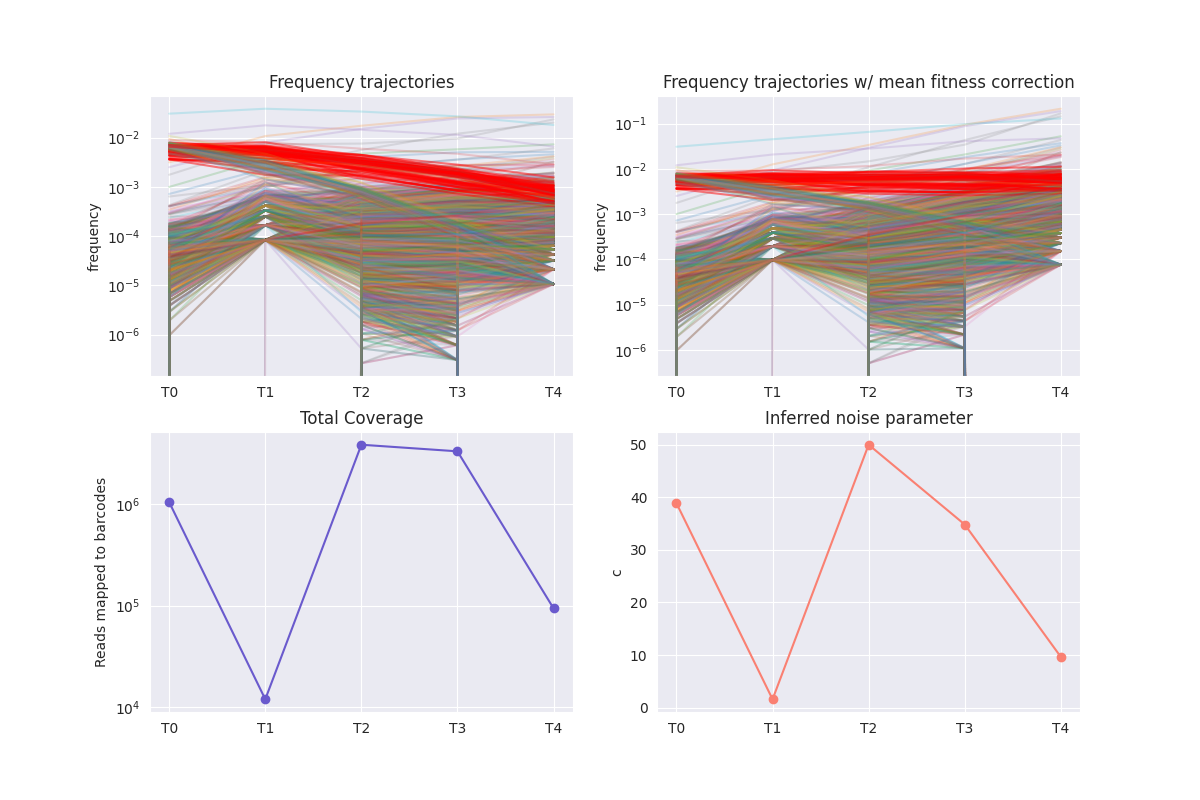 Frequency trajectories
frequency
10⁻²
10⁻³
10⁻⁴
10⁻⁵
10⁻⁶
T0 T1 T2 T3 T4
Frequency trajectories w/ mean fitness correction
frequency
10⁻¹
10⁻²
10⁻³
10⁻⁴
10⁻⁵
10⁻⁶
T0 T1 T2 T3 T4
Total Coverage
Reads mapped to barcodes
10⁶
10⁵
10⁴
T0 T1 T2 T3 T4
Inferred noise parameter
c
50
40
30
20
10
0
T0 T1 T2 T3 T4